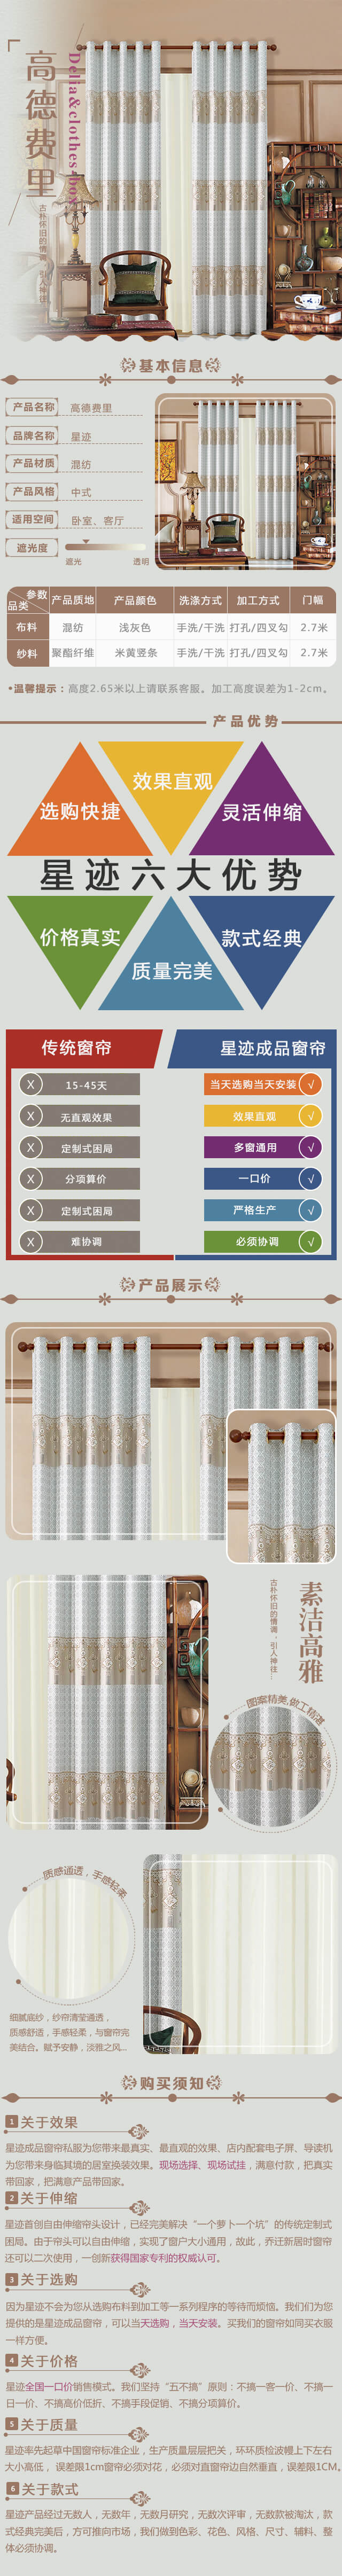 高德费里
Delia&clothes box
古朴怀旧的情调，引人神往...
基本信息
产品名称 高德费里
品牌名称 星迹
产品材质 混纺
产品风格 中式
适用空间 卧室、客厅
遮光度
遮光 透明
参数 品类 产品质地 产品颜色 洗涤方式 加工方式 门幅
布料 混纺 浅灰色 手洗/干洗 打孔/四叉勾 2.7米
纱料 聚酯纤维 米黄竖条 手洗/干洗 打孔/四叉勾 2.7米
•温馨提示：高度2.65米以上请联系客服。加工高度误差为1-2cm。
产品优势
选购快捷 效果直观 灵活伸缩
星迹六大优势
价格真实 质量完美 款式经典
传统窗帘 星迹成品窗帘
X 15-45天 当天选购当天安装 √
X 无直观效果 效果直观 √
X 定制式困局 多窗通用 √
X 分项算价 一口价 √
X 定制式困局 严格生产 √
X 难协调 必须协调 √
产品展示
素洁高雅
古朴怀旧的情调，引人神往...
图案精美,做工精湛
质感通透，手感轻柔
细腻底纱，纱帘清莹通透，
质感舒适，手感轻柔，与窗帘完
美结合。赋予安静，淡雅之风...
购买须知
1 关于效果
星迹成品窗帘私服为您带来最真实、最直观的效果、店内配套电子屏、导读机
为您带来身临其境的居室换装效果。现场选择、现场试挂，满意付款，把真实
带回家，把满意产品带回家。
2 关于伸缩
星迹首创自由伸缩帘头设计，已经完美解决“一个萝卜一个坑”的传统定制式
困局。由于帘头可以自由伸缩，实现了窗户大小通用，故此，乔迁新居时窗帘
还可以二次使用，一创新获得国家专利的权威认可。
3 关于选购
因为星迹不会为您从选购布料到加工等一系列程序的等待而烦恼。我们们为您
提供的是星迹成品窗帘，可以当天选购，当天安装。买我们的窗帘如同买衣服
一样方便。
4 关于价格
星迹全国一口价销售模式。我们坚持“五不搞”原则：不搞一客一价、不搞一
日一价、不搞高价低折、不搞手段促销、不搞分项算价。
5 关于质量
星迹率先起草中国窗帘标准企业，生产质量层层把关，环环质检波幔上下左右
大小高低，误差限1cm窗帘必须对花，必须对直窗帘边自然垂直，误差限1CM。
6 关于款式
星迹产品经过无数人，无数年，无数月研究，无数次评审，无数款被淘汰，款
式经典完美后，方可推向市场，我们做到色彩、花色、风格、尺寸、辅料、整
体必须协调。